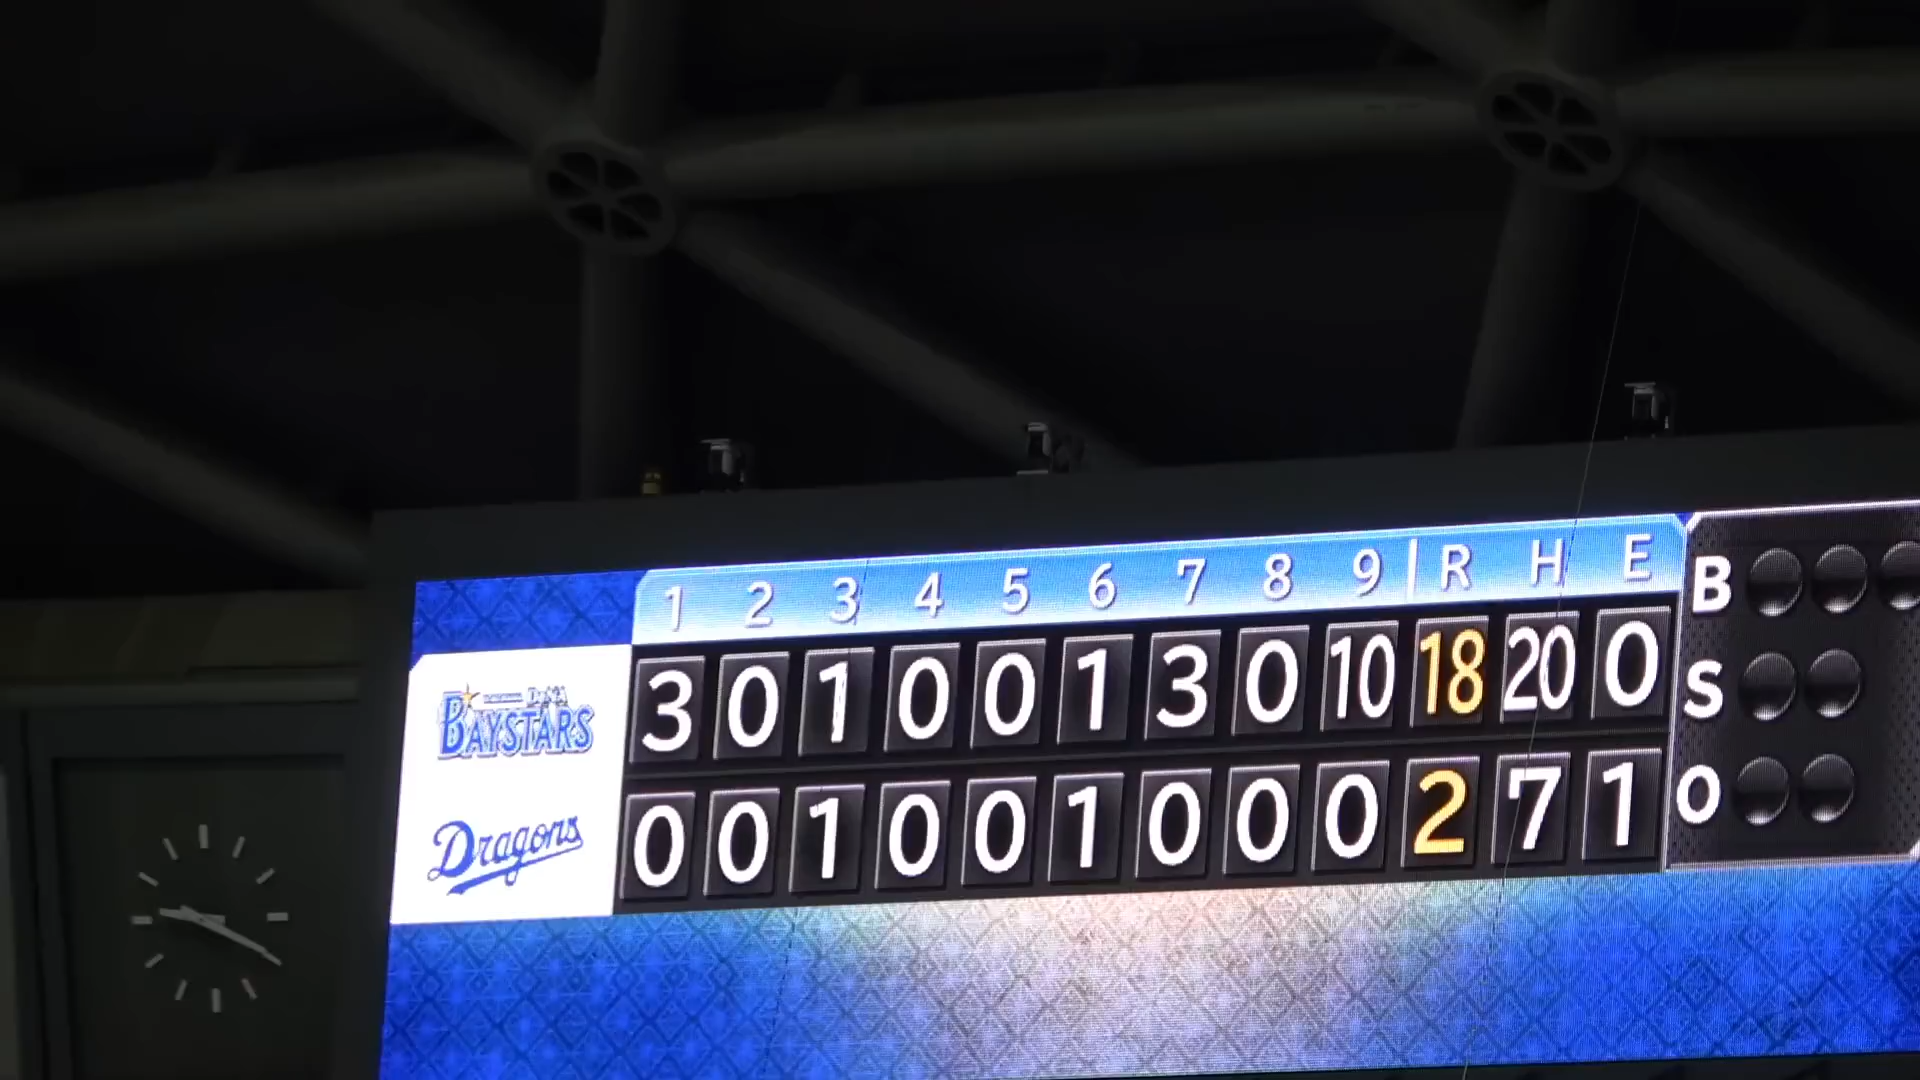 1 2 3 4 5 6 7 8 9 R H E
BAYSTARS 3 0 1 0 0 1 3 0 10 18 20 0
Dragons 0 0 1 0 0 1 0 0 0 2 7 1
B
S
O